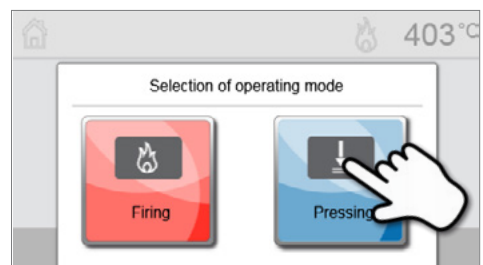 403°C
Selection of operating mode
Firing
Pressing